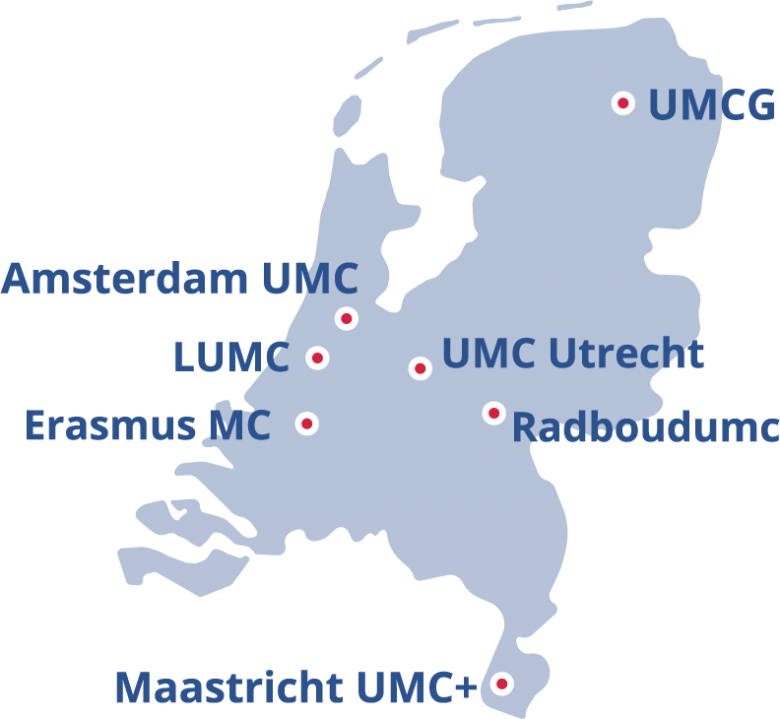 UMCG
Amsterdam UMC
UMC Utrecht
LUMC
Erasmus MC
Radboudumc
Maastricht UMC+